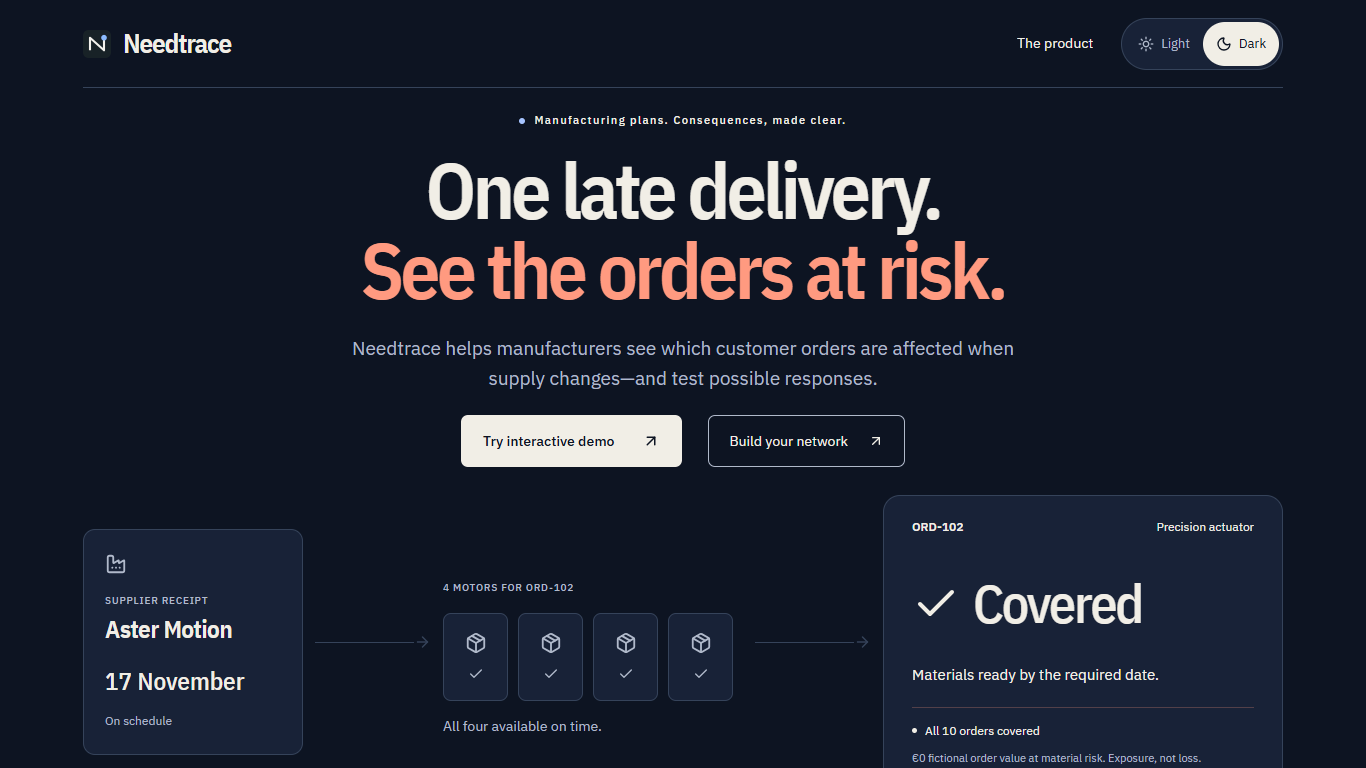 Needtrace
The product
Light
Dark
Manufacturing plans. Consequences, made clear.
One late delivery.
See the orders at risk.
Needtrace helps manufacturers see which customer orders are affected when
supply changes—and test possible responses.
Try interactive demo
Build your network
SUPPLIER RECEIPT
Aster Motion
17 November
On schedule
4 MOTORS FOR ORD-102
All four available on time.
ORD-102
Precision actuator
Covered
Materials ready by the required date.
All 10 orders covered
€0 fictional order value at material risk. Exposure, not loss.